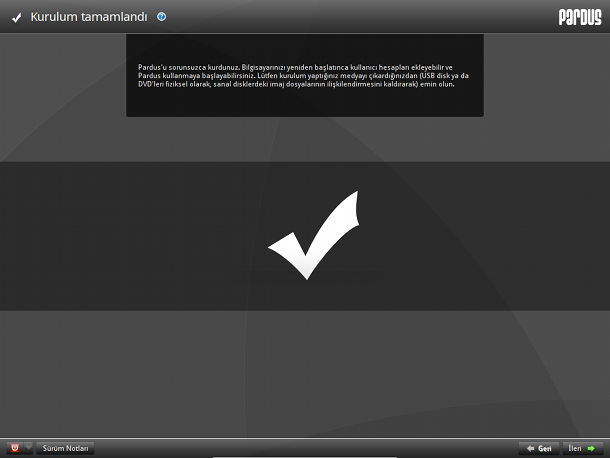 Kurulum tamamlandı
PARDUS
Pardus'u sorunsuzca kurdunuz. Bilgisayarınızı yeniden başlatınca kullanıcı hesapları ekleyebilir ve
Pardus kullanmaya başlayabilirsiniz. Lütfen kurulum yaptığınız medyayı çıkardığınızdan (USB disk ya da
DVD'leri fiziksel olarak, sanal disklerdeki imaj dosyalarının ilişkilendirmesini kaldırarak) emin olun.
Sürüm Notları
Geri
İleri